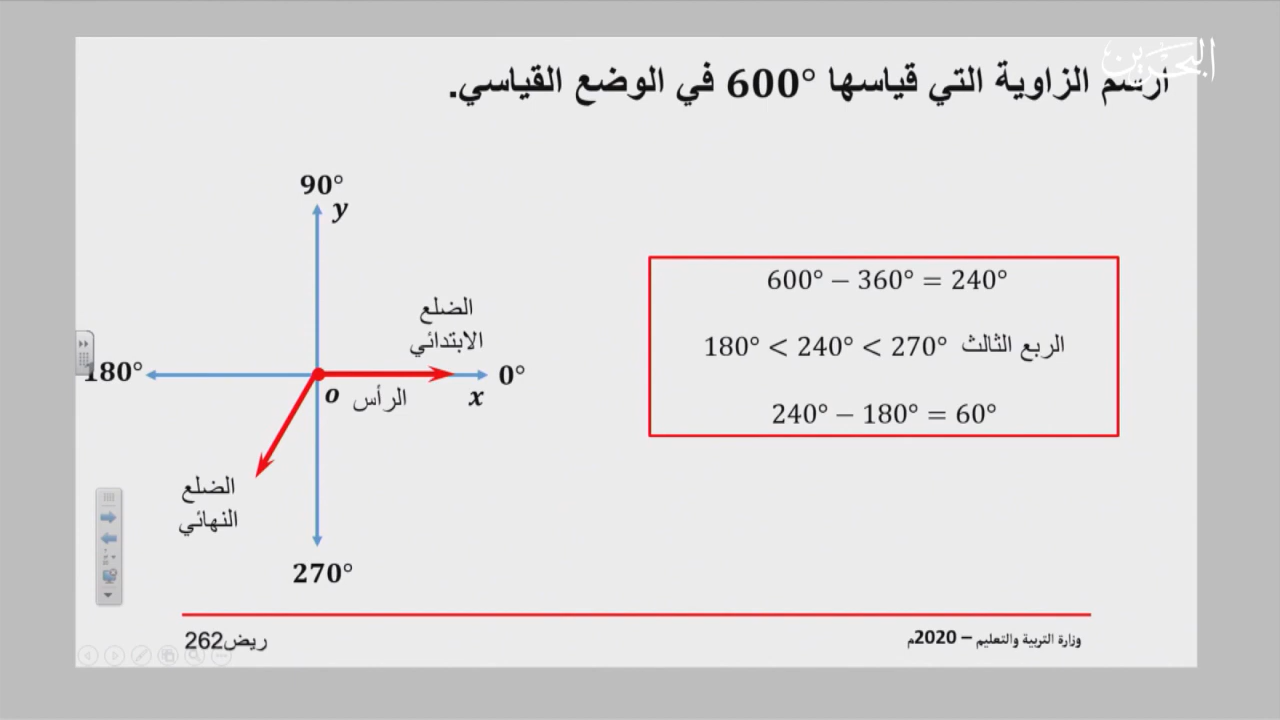 البحرين
ارسم الزاوية التي قياسها 600° في الوضع القياسي.
90°
y
الضلع
الابتدائي
180°
0°
o
الرأس
x
الضلع
النهائي
270°
600° − 360° = 240°
180° < 240° < 270° الربع الثالث
240° − 180° = 60°
ريض262
وزارة التربية والتعليم – 2020م